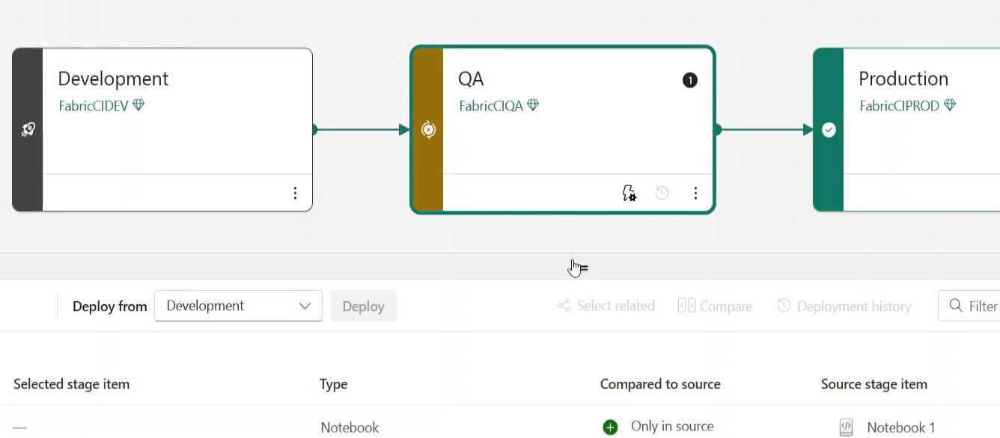 Development
FabricCIDEV
QA
1
FabricCIQA
Production
FabricCIPROD
Deploy from
Development
Deploy
Select related
Compare
Deployment history
Filter
Selected stage item
Type
Compared to source
Source stage item
—
Notebook
Only in source
Notebook 1